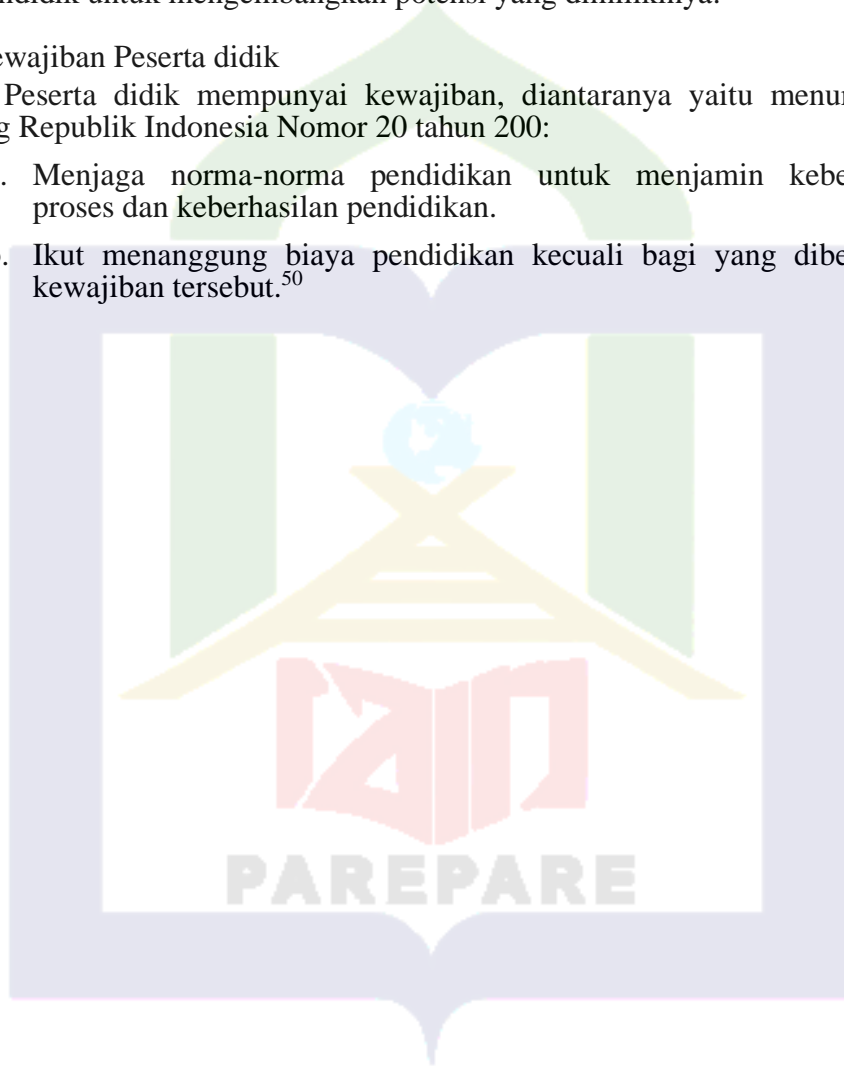 didik untuk mengembangkan potensi yang dimilikinya.
ewajiban Peserta didik
Peserta didik mempunyai kewajiban, diantaranya yaitu menur
g Republik Indonesia Nomor 20 tahun 200:
. Menjaga norma-norma pendidikan untuk menjamin kebe
proses dan keberhasilan pendidikan.
. Ikut menanggung biaya pendidikan kecuali bagi yang dibe
kewajiban tersebut.50
iain
PAREPARE